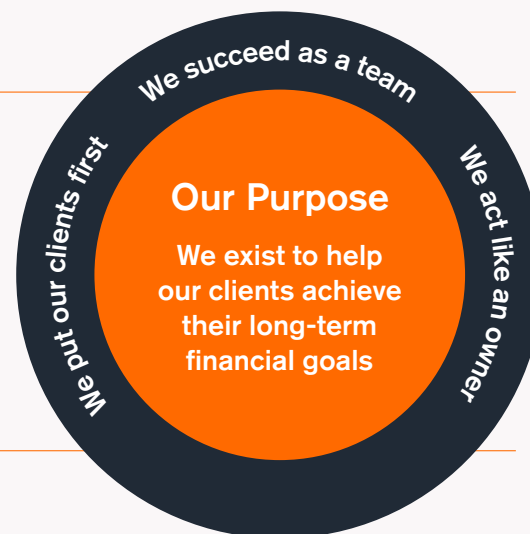 We put our clients first
We succeed as a team
We act like an owner
Our Purpose
We exist to help
our clients achieve
their long-term
financial goals